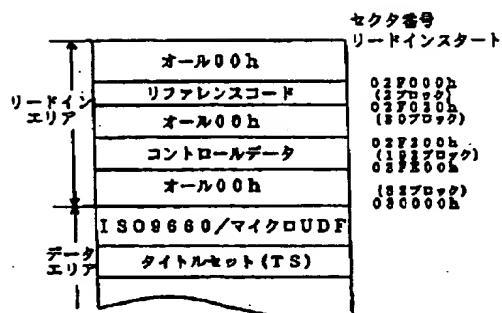 セクタ番号
リードインスタート
オール00h
リファレンスコード
02F000h
(2ブロック)
02F020h
リードイン
エリア
オール00h
(30ブロック)
02F200h
コントロールデータ
(192ブロック)
02FE00h
オール00h
(32ブロック)
030000h
ISO9660/マイクロUDF
データ
エリア
タイトルセット(TS)